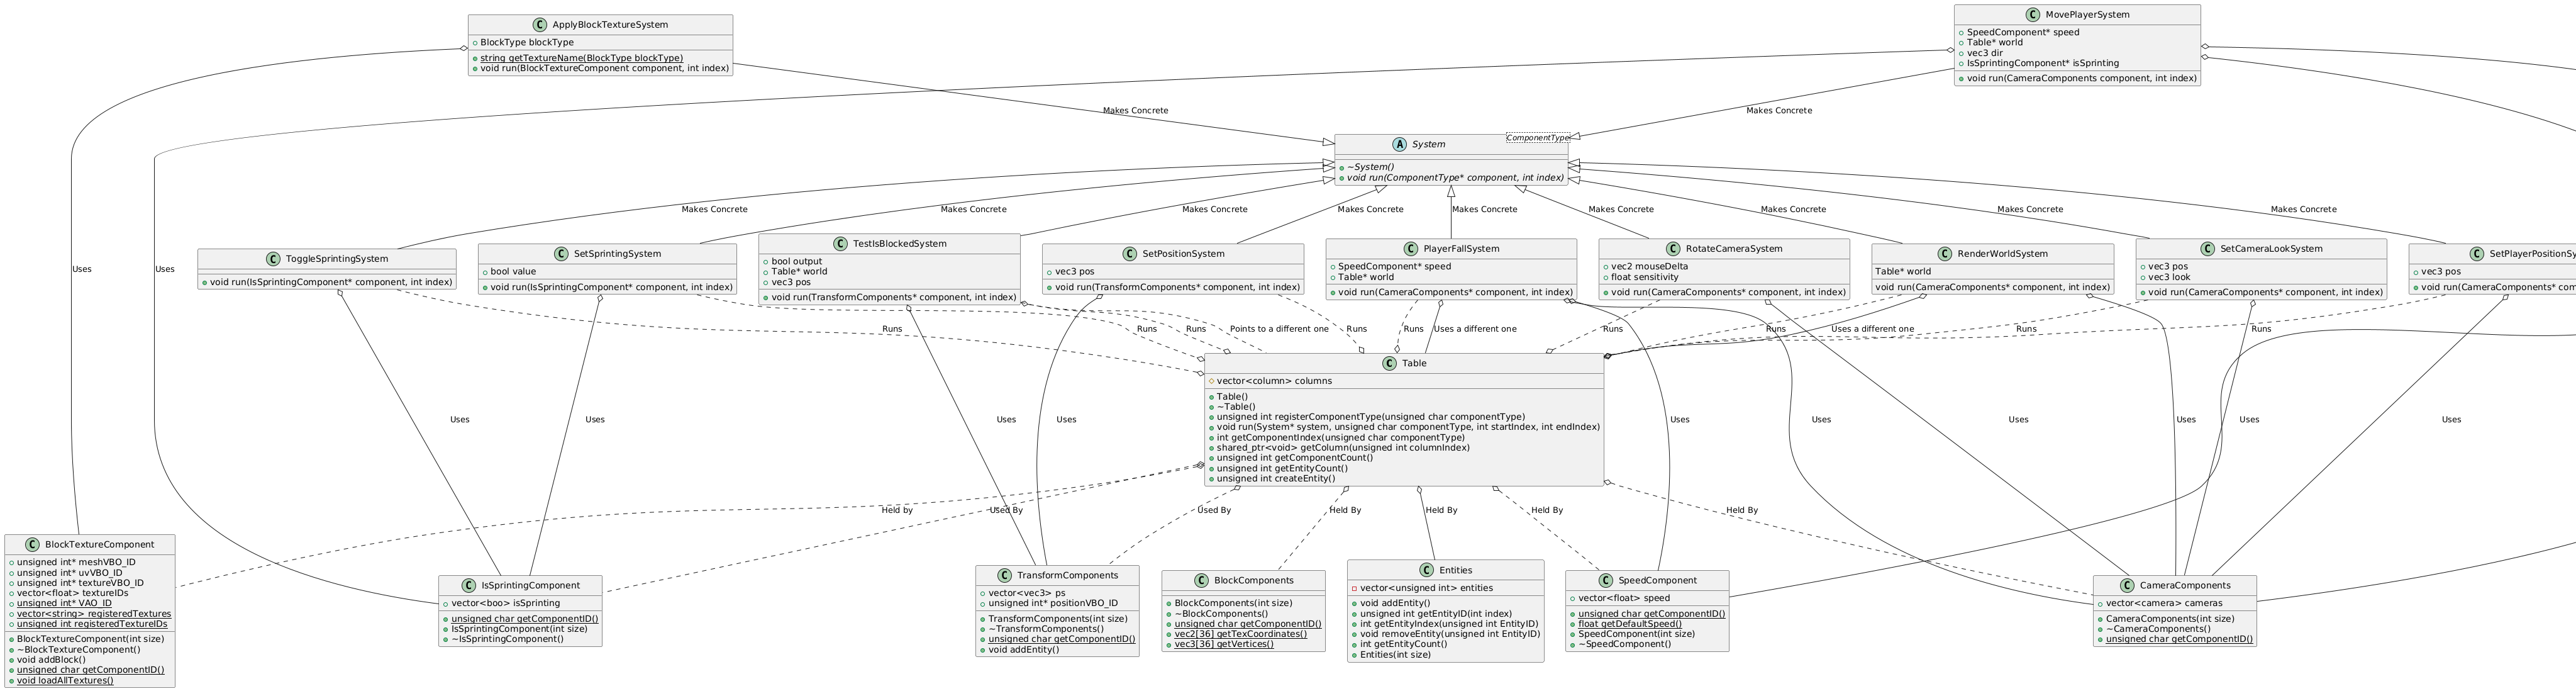 C ApplyBlockTextureSystem
BlockType blockType
string getTextureName(BlockType blockType)
void run(BlockTextureComponent component, int index)
C MovePlayerSystem
SpeedComponent* speed
Table* world
vec3 dir
IsSprintingComponent* isSprinting
void run(CameraComponents component, int index)
Makes Concrete
Makes Concrete
A System
ComponentType
~System()
void run(ComponentType* component, int index)
Makes Concrete
Makes Concrete
Makes Concrete
Makes Concrete
Makes Concrete
Makes Concrete
Makes Concrete
Makes Concrete
Makes Concrete
C ToggleSprintingSystem
void run(IsSprintingComponent* component, int index)
C SetSprintingSystem
bool value
void run(IsSprintingComponent* component, int index)
C TestIsBlockedSystem
bool output
Table* world
vec3 pos
void run(TransformComponents* component, int index)
C SetPositionSystem
vec3 pos
void run(TransformComponents* component, int index)
C PlayerFallSystem
SpeedComponent* speed
Table* world
void run(CameraComponents* component, int index)
C RotateCameraSystem
vec2 mouseDelta
float sensitivity
void run(CameraComponents* component, int index)
C RenderWorldSystem
Table* world
void run(CameraComponents* component, int index)
C SetCameraLookSystem
vec3 pos
vec3 look
void run(CameraComponents* component, int index)
C SetPlayerPositionSy
vec3 pos
void run(CameraComponents* com
Uses
Uses
Runs
Runs
Runs
Points to a different one
Runs
Runs
Uses a different one
Runs
Runs
Uses a different one
Runs
Runs
C Table
vector<column> columns
Table()
~Table()
unsigned int registerComponentType(unsigned char componentType)
void run(System* system, unsigned char componentType, int startIndex, int endIndex)
int getComponentIndex(unsigned char componentType)
shared_ptr<void> getColumn(unsigned int columnIndex)
unsigned int getComponentCount()
unsigned int getEntityCount()
unsigned int createEntity()
Uses
Uses
Uses
Uses
Uses
Uses
Uses
Uses
Uses
Uses
Held by
Used By
Used By
Held By
Held By
Held By
Held By
C BlockTextureComponent
unsigned int* meshVBO_ID
unsigned int* uvVBO_ID
unsigned int* textureVBO_ID
vector<float> textureIDs
unsigned int* VAO_ID
vector<string> registeredTextures
unsigned int registeredTextureIDs
BlockTextureComponent(int size)
~BlockTextureComponent()
void addBlock()
unsigned char getComponentID()
void loadAllTextures()
C IsSprintingComponent
vector<boo> isSprinting
unsigned char getComponentID()
IsSprintingComponent(int size)
~IsSprintingComponent()
C TransformComponents
vector<vec3> ps
unsigned int* positionVBO_ID
TransformComponents(int size)
~TransformComponents()
unsigned char getComponentID()
void addEntity()
C BlockComponents
BlockComponents(int size)
~BlockComponents()
unsigned char getComponentID()
vec2[36] getTexCoordinates()
vec3[36] getVertices()
C Entities
vector<unsigned int> entities
void addEntity()
unsigned int getEntityID(int index)
int getEntityIndex(unsigned int EntityID)
void removeEntity(unsigned int EntityID)
int getEntityCount()
Entities(int size)
C SpeedComponent
vector<float> speed
unsigned char getComponentID()
float getDefaultSpeed()
SpeedComponent(int size)
~SpeedComponent()
C CameraComponents
vector<camera> cameras
CameraComponents(int size)
~CameraComponents()
unsigned char getComponentID()